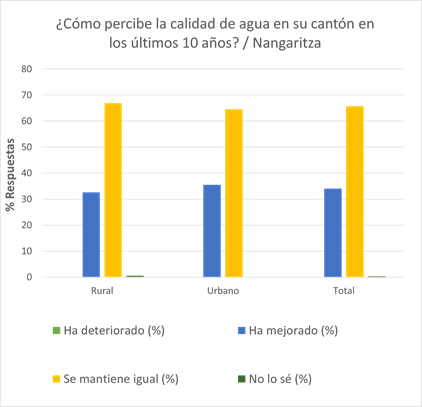 ¿Cómo percibe la calidad de agua en su cantón en
los últimos 10 años? / Nangaritza
80
70
60
50
40
30
20
10
0
% Respuestas
Rural
Urbano
Total
Ha deteriorado (%)
Ha mejorado (%)
Se mantiene igual (%)
No lo sé (%)